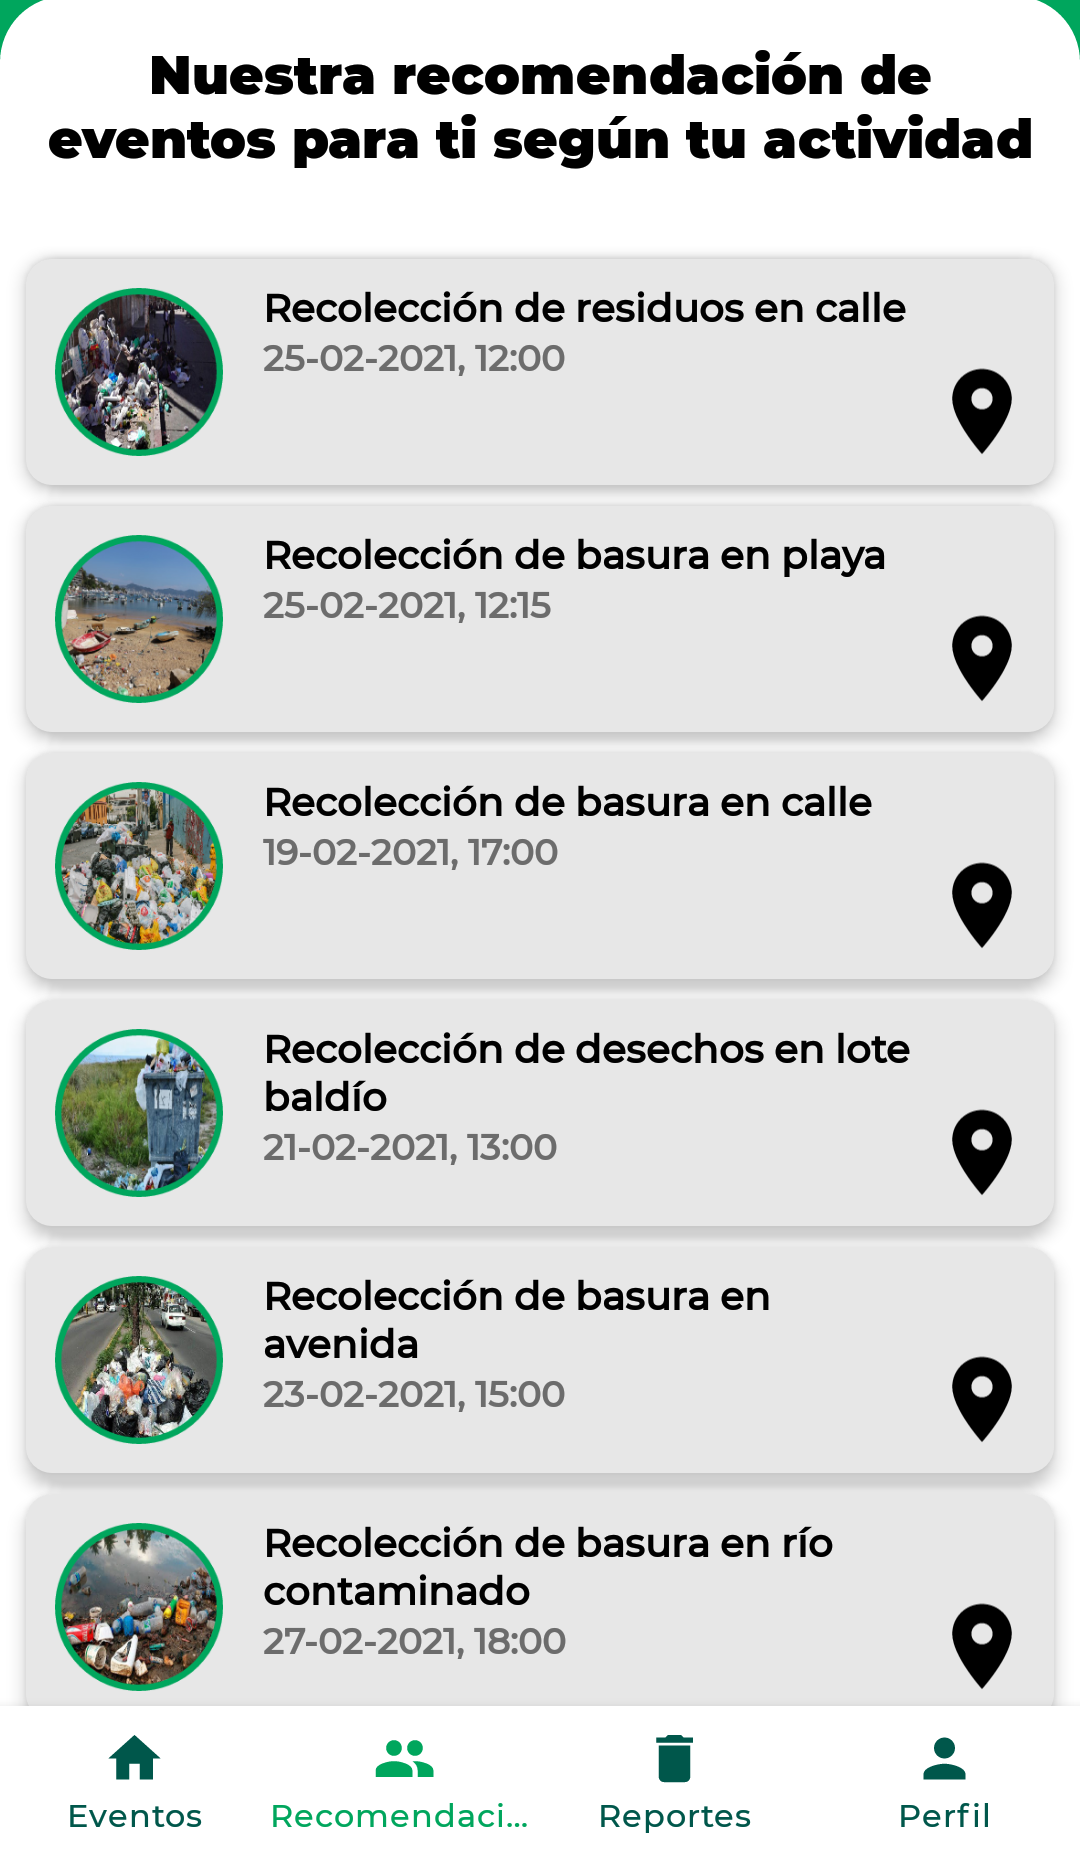 Nuestra recomendación de
eventos para ti según tu actividad
Recolección de residuos en calle
25-02-2021, 12:00
Recolección de basura en playa
25-02-2021, 12:15
Recolección de basura en calle
19-02-2021, 17:00
Recolección de desechos en lote
baldío
21-02-2021, 13:00
Recolección de basura en
avenida
23-02-2021, 15:00
Recolección de basura en río
contaminado
27-02-2021, 18:00
Eventos
Recomendaci...
Reportes
Perfil